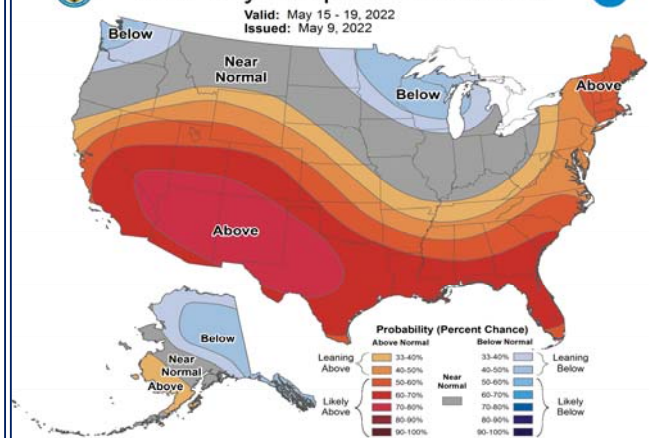 Valid: May 15 - 19, 2022
Issued: May 9, 2022
Below
Near
Normal
Below
Above
Above
Below
Near
Normal
Above
Probability (Percent Chance)
Above Normal
Below Normal
Leaning
Above
33-40%
40-50%
Likely
Above
50-60%
60-70%
70-80%
80-90%
90-100%
Near
Normal
33-40%
40-50%
Leaning
Below
50-60%
60-70%
70-80%
80-90%
90-100%
Likely
Below